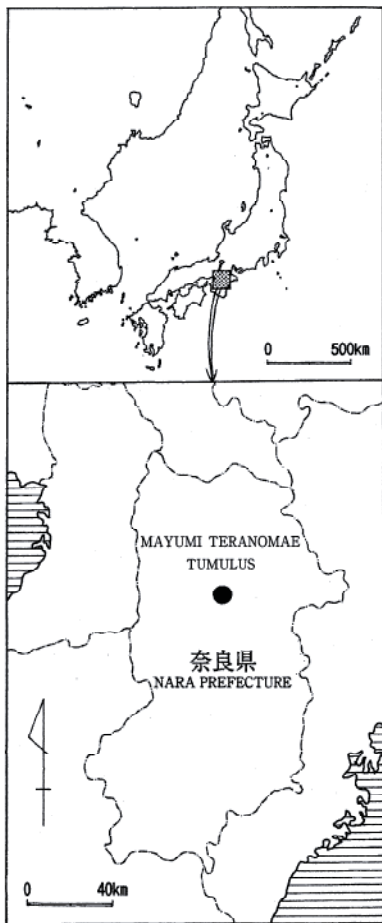 0 500km
MAYUMI TERANOMAE
TUMULUS
奈良県
NARA PREFECTURE
0 40km